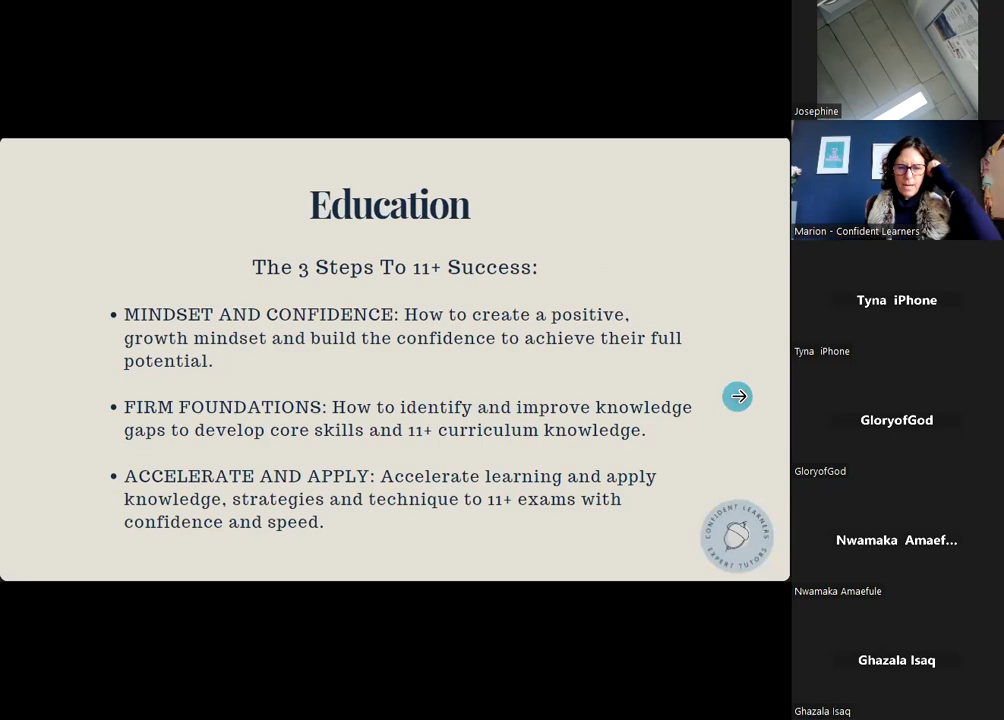 Education
The 3 Steps To 11+ Success:
• MINDSET AND CONFIDENCE: How to create a positive,
growth mindset and build the confidence to achieve their full
potential.
• FIRM FOUNDATIONS: How to identify and improve knowledge
gaps to develop core skills and 11+ curriculum knowledge.
• ACCELERATE AND APPLY: Accelerate learning and apply
knowledge, strategies and technique to 11+ exams with
confidence and speed.
CONFIDENT LEARNERS
EXPERT TUTORS
Josephine
Marion - Confident Learners
Tyna iPhone
Tyna iPhone
GloryofGod
GloryofGod
Nwamaka Amaef...
Nwamaka Amaefule
Ghazala Isaq
Ghazala Isaq